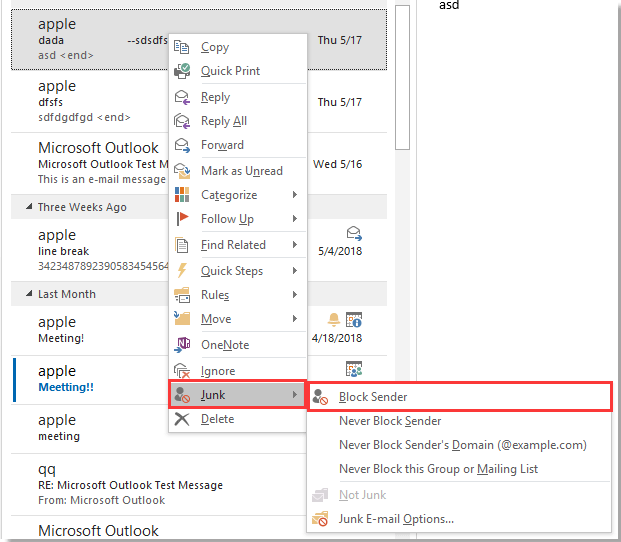 asd
apple
dada --sdsdfs Thu 5/17
asd <end>
apple
dfsfs Thu 5/17
sdfdgdfgd <end>
Microsoft Outlook
Microsoft Outlook Test M Wed 5/16
This is an e-mail message
Three Weeks Ago
apple
line break 5/4/2018
3423487892390583454564
Last Month
apple
Meeting! 4/18/2018
apple
Meetting!!
apple
meeting
qq
RE: Microsoft Outlook Test Message
From: Microsoft Outlook
Microsoft Outlook
Copy
Quick Print
Reply
Reply All
Forward
Mark as Unread
Categorize
Follow Up
Find Related
Quick Steps
Rules
Move
OneNote
Ignore
Junk
Delete
Block Sender
Never Block Sender
Never Block Sender's Domain (@example.com)
Never Block this Group or Mailing List
Not Junk
Junk E-mail Options...